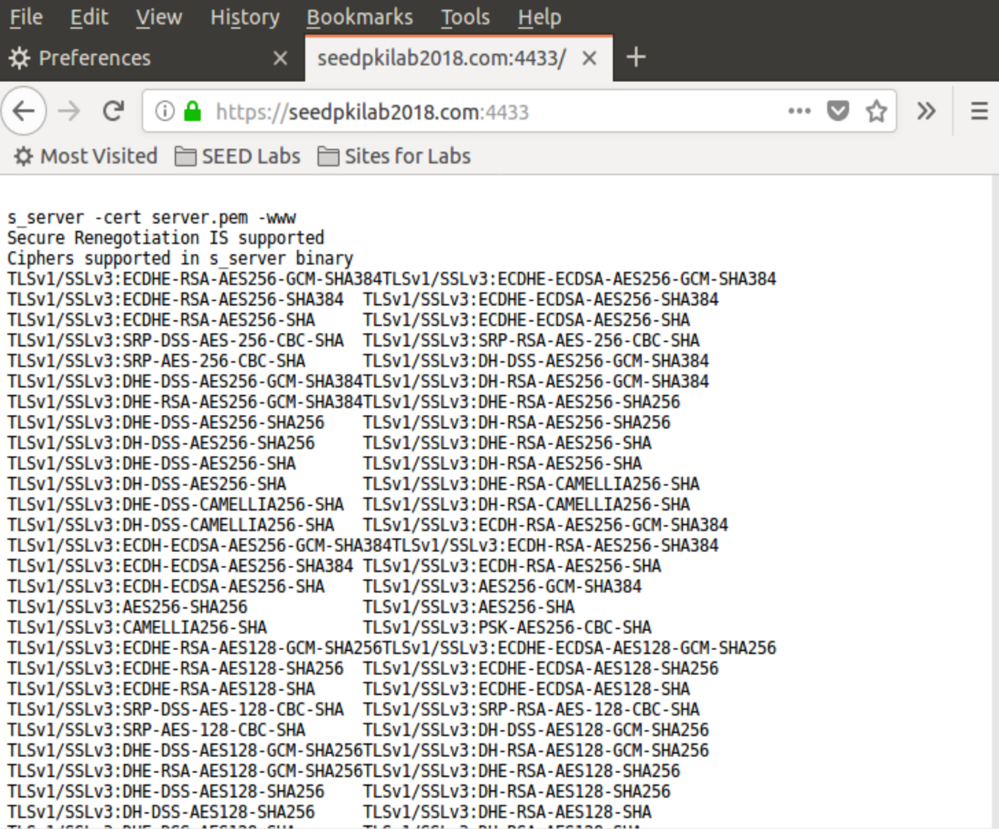 File Edit View History Bookmarks Tools Help
Preferences seedpkilab2018.com:4433/
https://seedpkilab2018.com:4433
Most Visited SEED Labs Sites for Labs
s_server -cert server.pem -www
Secure Renegotiation IS supported
Ciphers supported in s_server binary
TLSv1/SSLv3:ECDHE-RSA-AES256-GCM-SHA384TLSv1/SSLv3:ECDHE-ECDSA-AES256-GCM-SHA384
TLSv1/SSLv3:ECDHE-RSA-AES256-SHA384 TLSv1/SSLv3:ECDHE-ECDSA-AES256-SHA384
TLSv1/SSLv3:ECDHE-RSA-AES256-SHA TLSv1/SSLv3:ECDHE-ECDSA-AES256-SHA
TLSv1/SSLv3:SRP-DSS-AES-256-CBC-SHA TLSv1/SSLv3:SRP-RSA-AES-256-CBC-SHA
TLSv1/SSLv3:SRP-AES-256-CBC-SHA TLSv1/SSLv3:DH-DSS-AES256-GCM-SHA384
TLSv1/SSLv3:DHE-DSS-AES256-GCM-SHA384TLSv1/SSLv3:DH-RSA-AES256-GCM-SHA384
TLSv1/SSLv3:DHE-RSA-AES256-GCM-SHA384TLSv1/SSLv3:DHE-RSA-AES256-SHA256
TLSv1/SSLv3:DHE-DSS-AES256-SHA256 TLSv1/SSLv3:DH-RSA-AES256-SHA256
TLSv1/SSLv3:DH-DSS-AES256-SHA256 TLSv1/SSLv3:DHE-RSA-AES256-SHA
TLSv1/SSLv3:DHE-DSS-AES256-SHA TLSv1/SSLv3:DH-RSA-AES256-SHA
TLSv1/SSLv3:DH-DSS-AES256-SHA TLSv1/SSLv3:DHE-RSA-CAMELLIA256-SHA
TLSv1/SSLv3:DHE-DSS-CAMELLIA256-SHA TLSv1/SSLv3:DH-RSA-CAMELLIA256-SHA
TLSv1/SSLv3:DH-DSS-CAMELLIA256-SHA TLSv1/SSLv3:ECDH-RSA-AES256-GCM-SHA384
TLSv1/SSLv3:ECDH-ECDSA-AES256-GCM-SHA384TLSv1/SSLv3:ECDH-RSA-AES256-SHA384
TLSv1/SSLv3:ECDH-ECDSA-AES256-SHA384 TLSv1/SSLv3:ECDH-RSA-AES256-SHA
TLSv1/SSLv3:ECDH-ECDSA-AES256-SHA TLSv1/SSLv3:AES256-GCM-SHA384
TLSv1/SSLv3:AES256-SHA256 TLSv1/SSLv3:AES256-SHA
TLSv1/SSLv3:CAMELLIA256-SHA TLSv1/SSLv3:PSK-AES256-CBC-SHA
TLSv1/SSLv3:ECDHE-RSA-AES128-GCM-SHA256TLSv1/SSLv3:ECDHE-ECDSA-AES128-GCM-SHA256
TLSv1/SSLv3:ECDHE-RSA-AES128-SHA256 TLSv1/SSLv3:ECDHE-ECDSA-AES128-SHA256
TLSv1/SSLv3:ECDHE-RSA-AES128-SHA TLSv1/SSLv3:ECDHE-ECDSA-AES128-SHA
TLSv1/SSLv3:SRP-DSS-AES-128-CBC-SHA TLSv1/SSLv3:SRP-RSA-AES-128-CBC-SHA
TLSv1/SSLv3:SRP-AES-128-CBC-SHA TLSv1/SSLv3:DH-DSS-AES128-GCM-SHA256
TLSv1/SSLv3:DHE-DSS-AES128-GCM-SHA256TLSv1/SSLv3:DH-RSA-AES128-GCM-SHA256
TLSv1/SSLv3:DHE-RSA-AES128-GCM-SHA256TLSv1/SSLv3:DHE-RSA-AES128-SHA256
TLSv1/SSLv3:DHE-DSS-AES128-SHA256 TLSv1/SSLv3:DH-RSA-AES128-SHA256
TLSv1/SSLv3:DH-DSS-AES128-SHA256 TLSv1/SSLv3:DHE-RSA-AES128-SHA